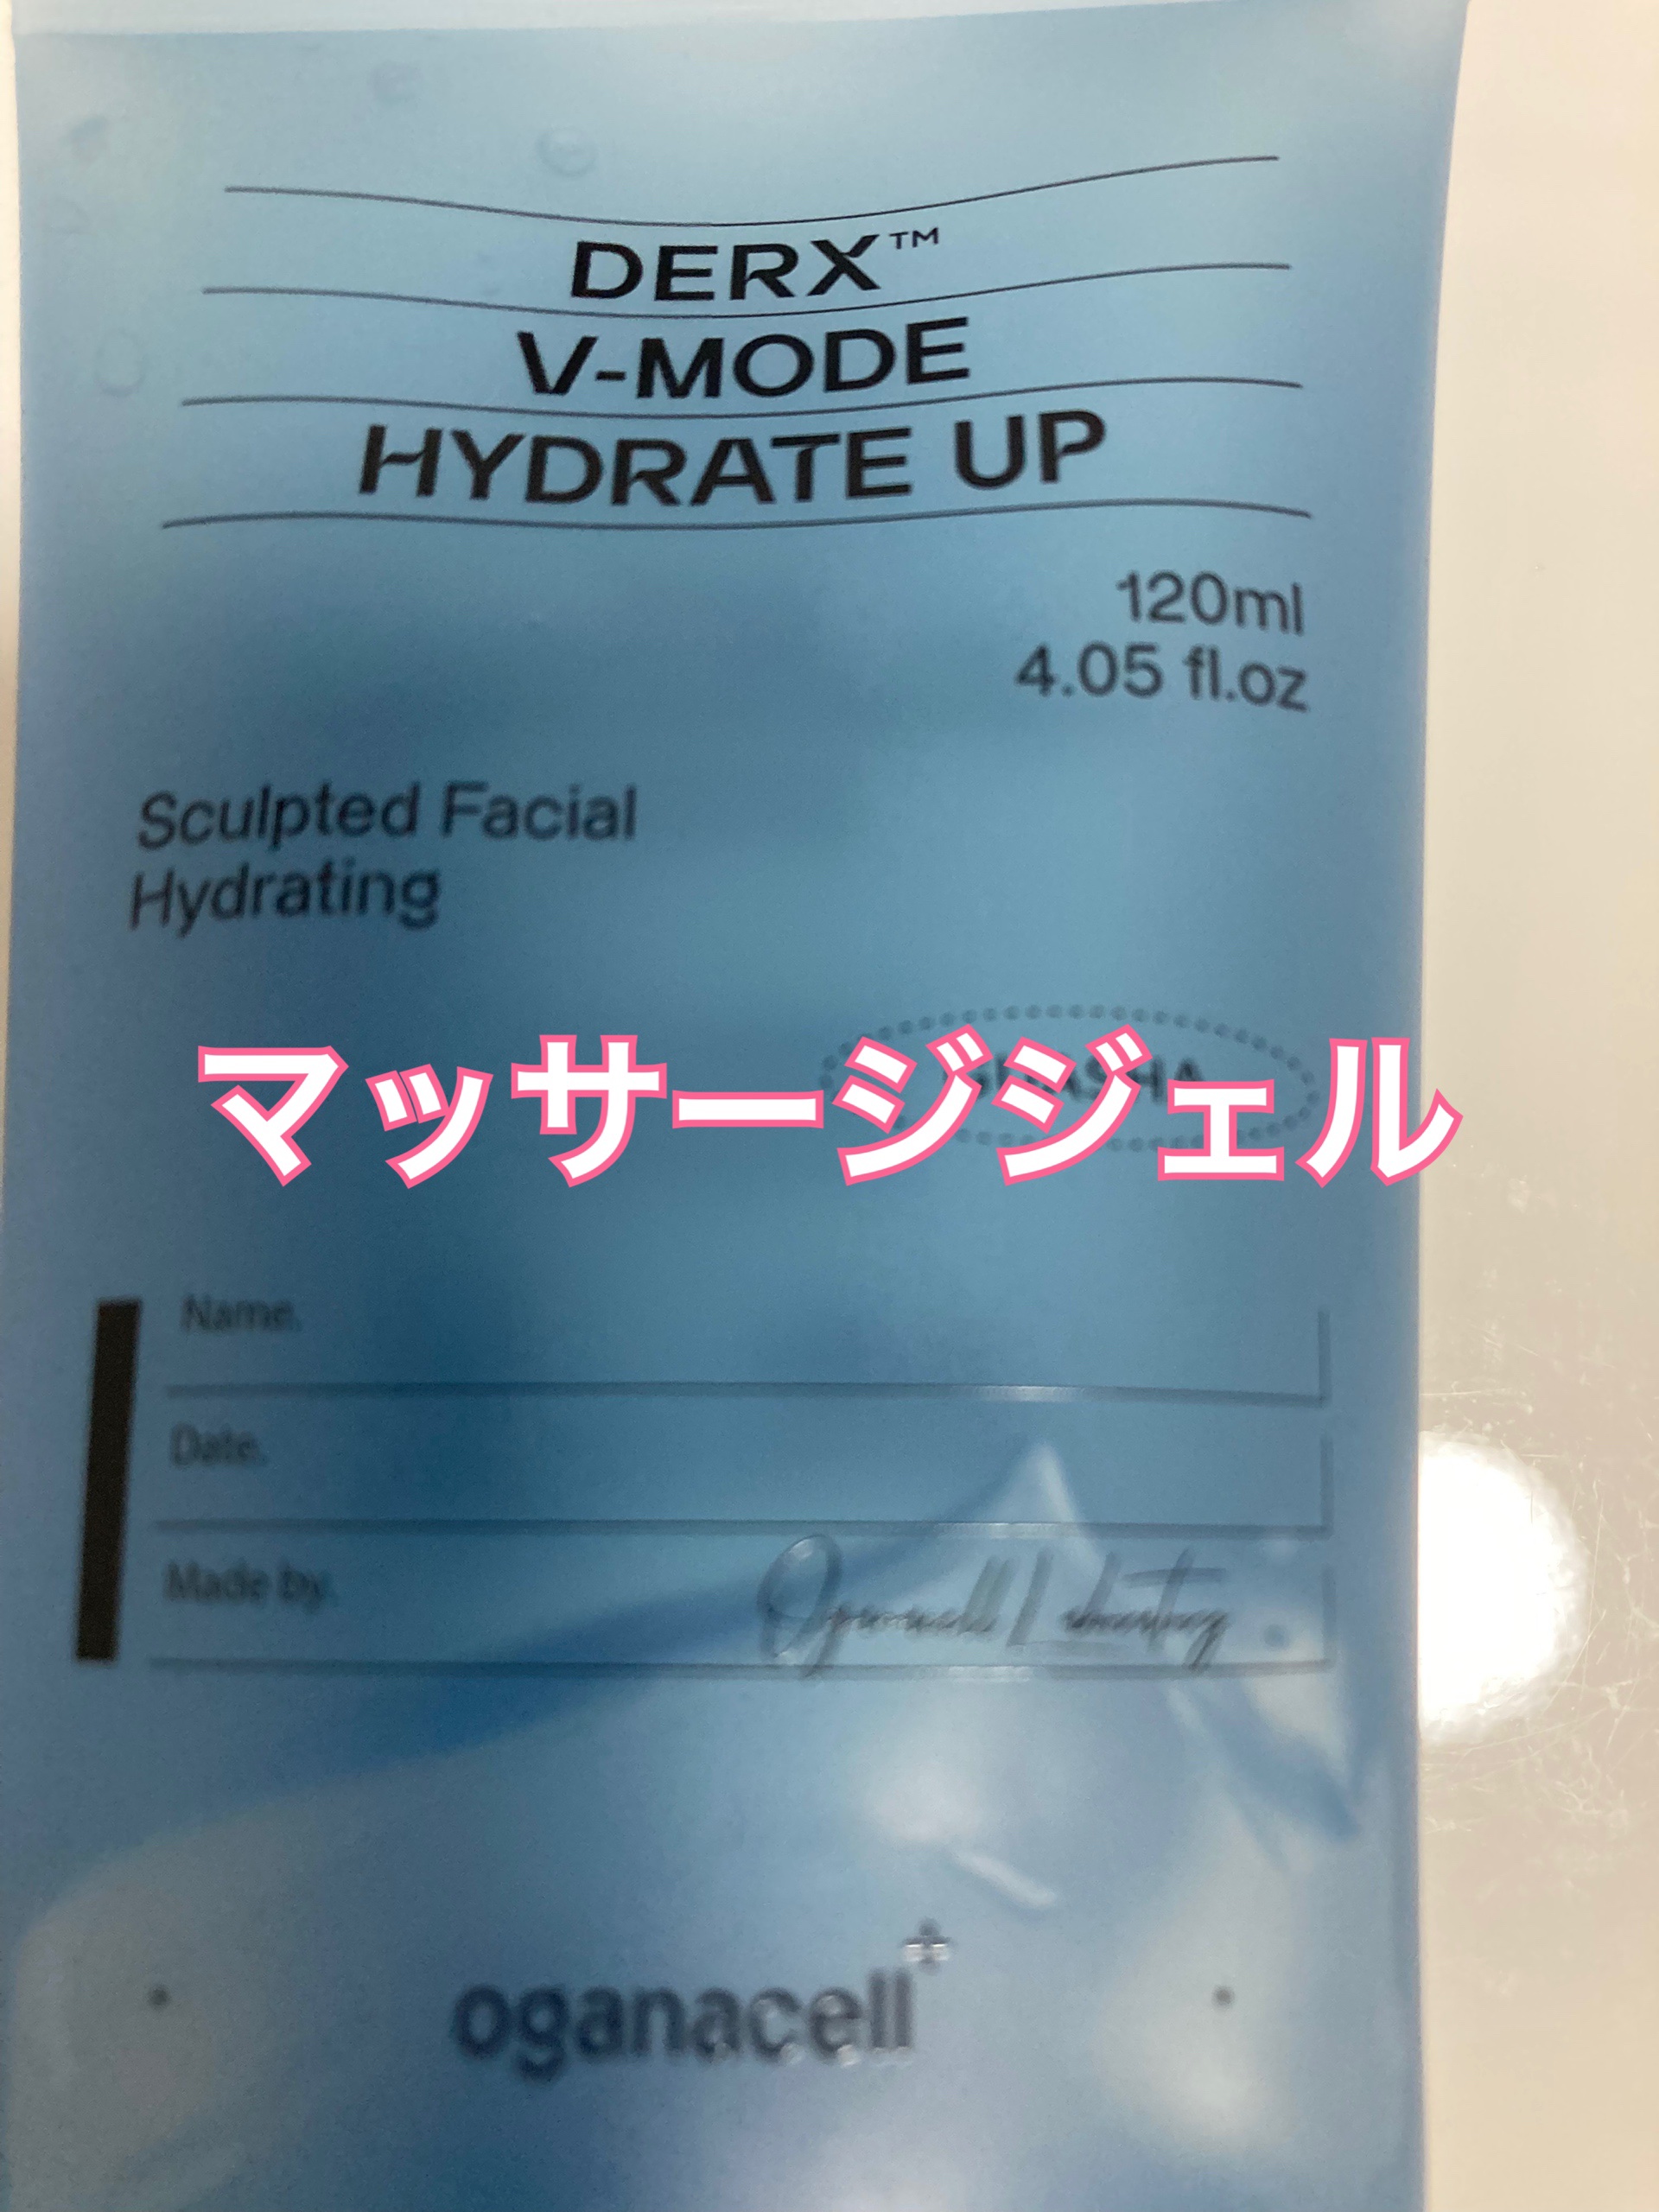 DERX™
V-MODE
HYDRATE UP
120ml
4.05 fl.oz
Sculpted Facial
Hydrating
マッサージジェル
Name.
Date.
Made by.
oganacell+